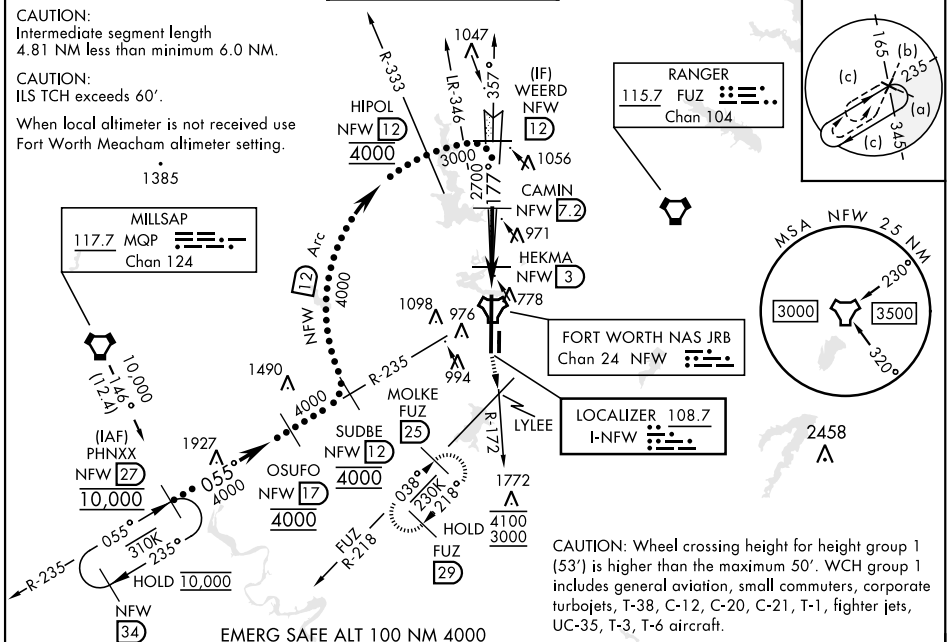 CAUTION:
Intermediate segment length
4.81 NM less than minimum 6.0 NM.
CAUTION:
ILS TCH exceeds 60'.
When local altimeter is not received use
Fort Worth Meacham altimeter setting.
1385
MILLSAP
117.7 MQP
Chan 124
10,000
146°
(12.4)
(IAF)
PHNXX
NFW 27
10,000
1927
055°
4000
055°
310K
235°
R-235
HOLD 10,000
NFW
34
1490
4000
OSUFO
NFW 17
4000
SUDBE
NFW 12
4000
NFW 12 Arc
4000
R-235
HIPOL
NFW 12
4000
R-333
LR-346
1047
357°
3000
2700
177°
(IF)
WEERD
NFW
12
1056
CAMIN
NFW 7.2
971
HEKMA
NFW 3
778
1098
976
994
RANGER
115.7 FUZ
Chan 104
FORT WORTH NAS JRB
Chan 24 NFW
LOCALIZER 108.7
I-NFW
LYLEE
R-172
1772
4100
3000
MOLKE
FUZ
25
038°
230K
218°
HOLD
FUZ
R-218
FUZ
29
165
(b)
235
(c)
(a)
345
(c)
MSA NFW 25 NM
230°
3000
3500
320°
2458
CAUTION: Wheel crossing height for height group 1
(53') is higher than the maximum 50'. WCH group 1
includes general aviation, small commuters, corporate
turbojets, T-38, C-12, C-20, C-21, T-1, fighter jets,
UC-35, T-3, T-6 aircraft.
EMERG SAFE ALT 100 NM 4000